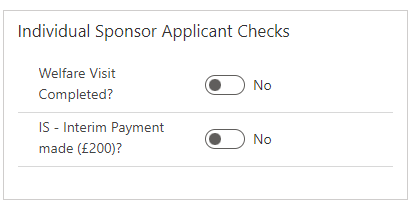 Individual Sponsor Applicant Checks
Welfare Visit
Completed?
No
IS - Interim Payment
made (£200)?
No